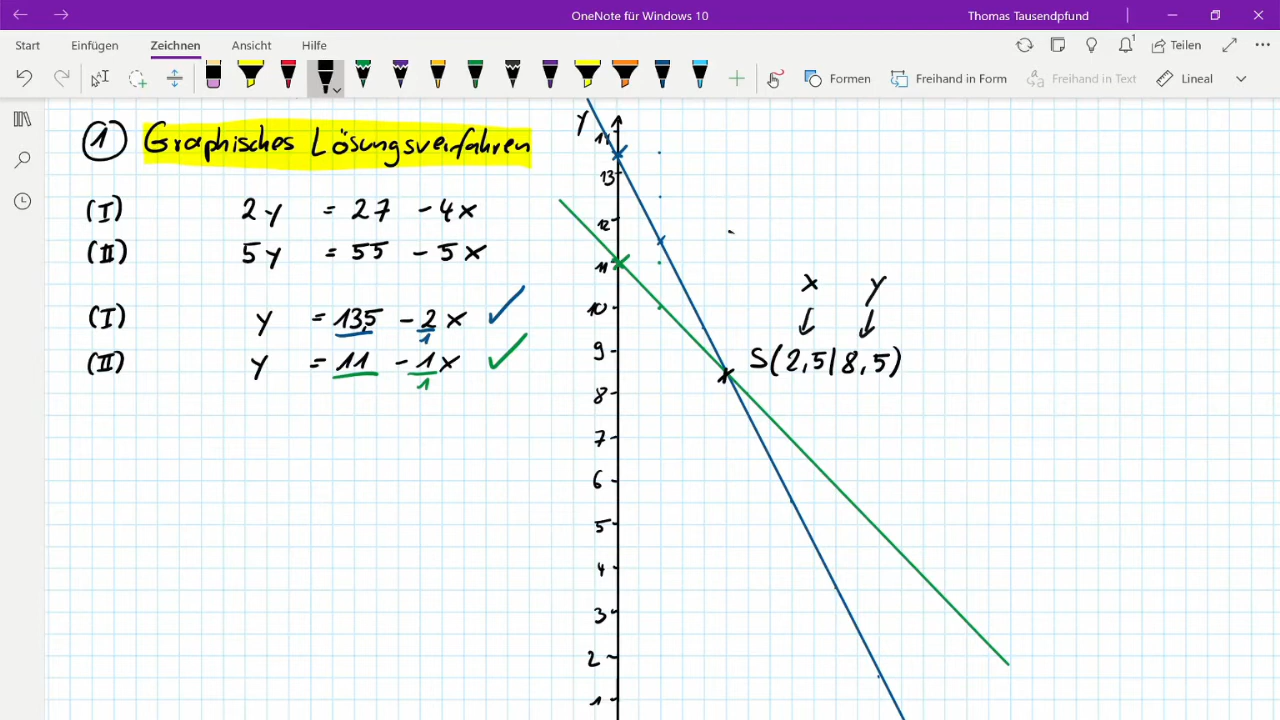 OneNote für Windows 10
Thomas Tausendpfund
Start Einfügen Zeichnen Ansicht Hilfe
Teilen
Formen Freihand in Form Freihand in Text Lineal
1 Graphisches Lösungsverfahren
(I) 2y = 27 - 4x
(II) 5y = 55 - 5x
(I) y = 13,5 - 2x ✓
1
(II) y = 11 - 1x ✓
1
y
14
13
12
11
10
9
8
7
6
5
4
3
2
1
x y
↓ ↓
S(2,5|8,5)